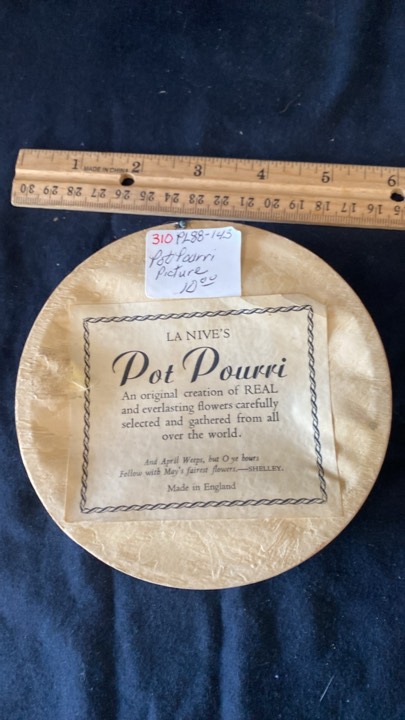 1 2 3 4 5 6
MADE IN CHINA
30 29 28 27 26 25 24 23 22 21 20 19 18 17 16 15
310 PL88-145
Pot Pourri
Picture
10.00
LA NIVE'S
Pot Pourri
An original creation of REAL
and everlasting flowers carefully
selected and gathered from all
over the world.
And April Weeps, but O ye hours
Follow with May's fairest flowers.—SHELLEY.
Made in England